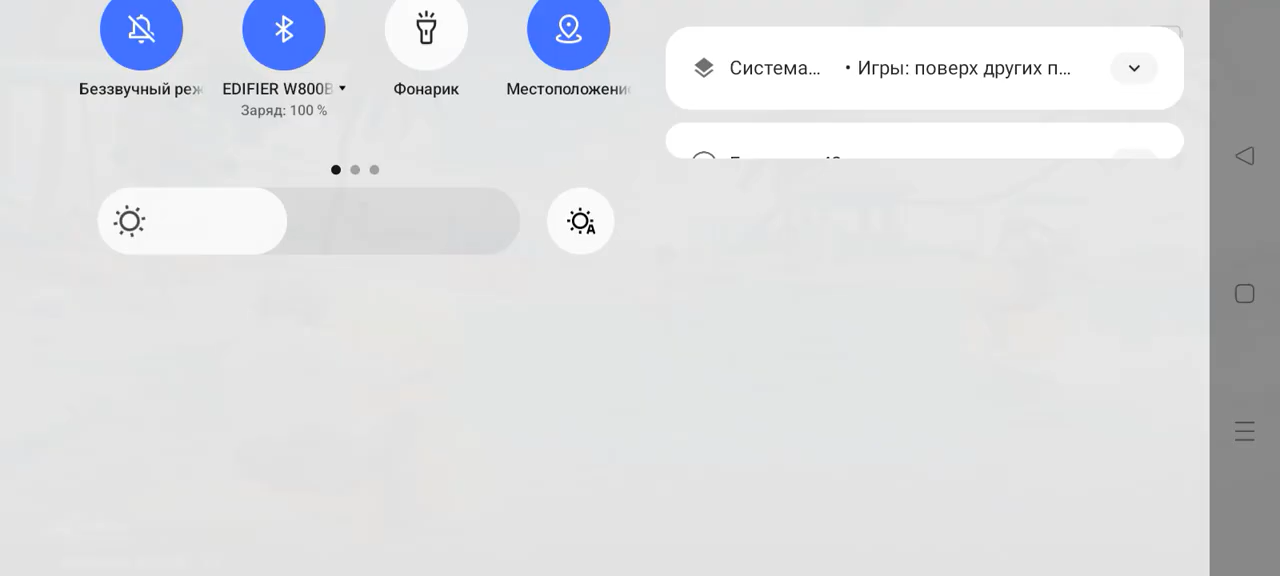 Беззвучный реж
EDIFIER W800B
Фонарик
Местоположени
Заряд: 100 %
Система... • Игры: поверх других п...